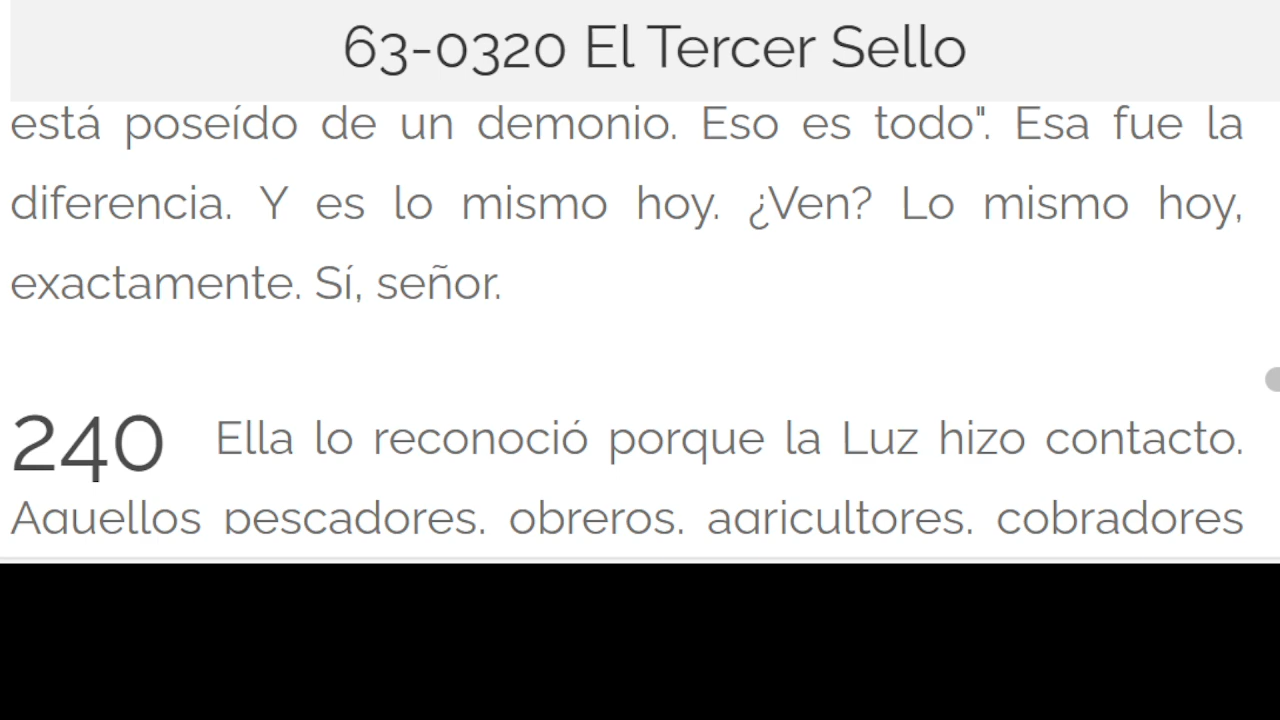 63-0320 El Tercer Sello
está poseído de un demonio. Eso es todo". Esa fue la
diferencia. Y es lo mismo hoy. ¿Ven? Lo mismo hoy,
exactamente. Sí, señor.
240 Ella lo reconoció porque la Luz hizo contacto.
Aquellos pescadores, obreros, agricultores, cobradores